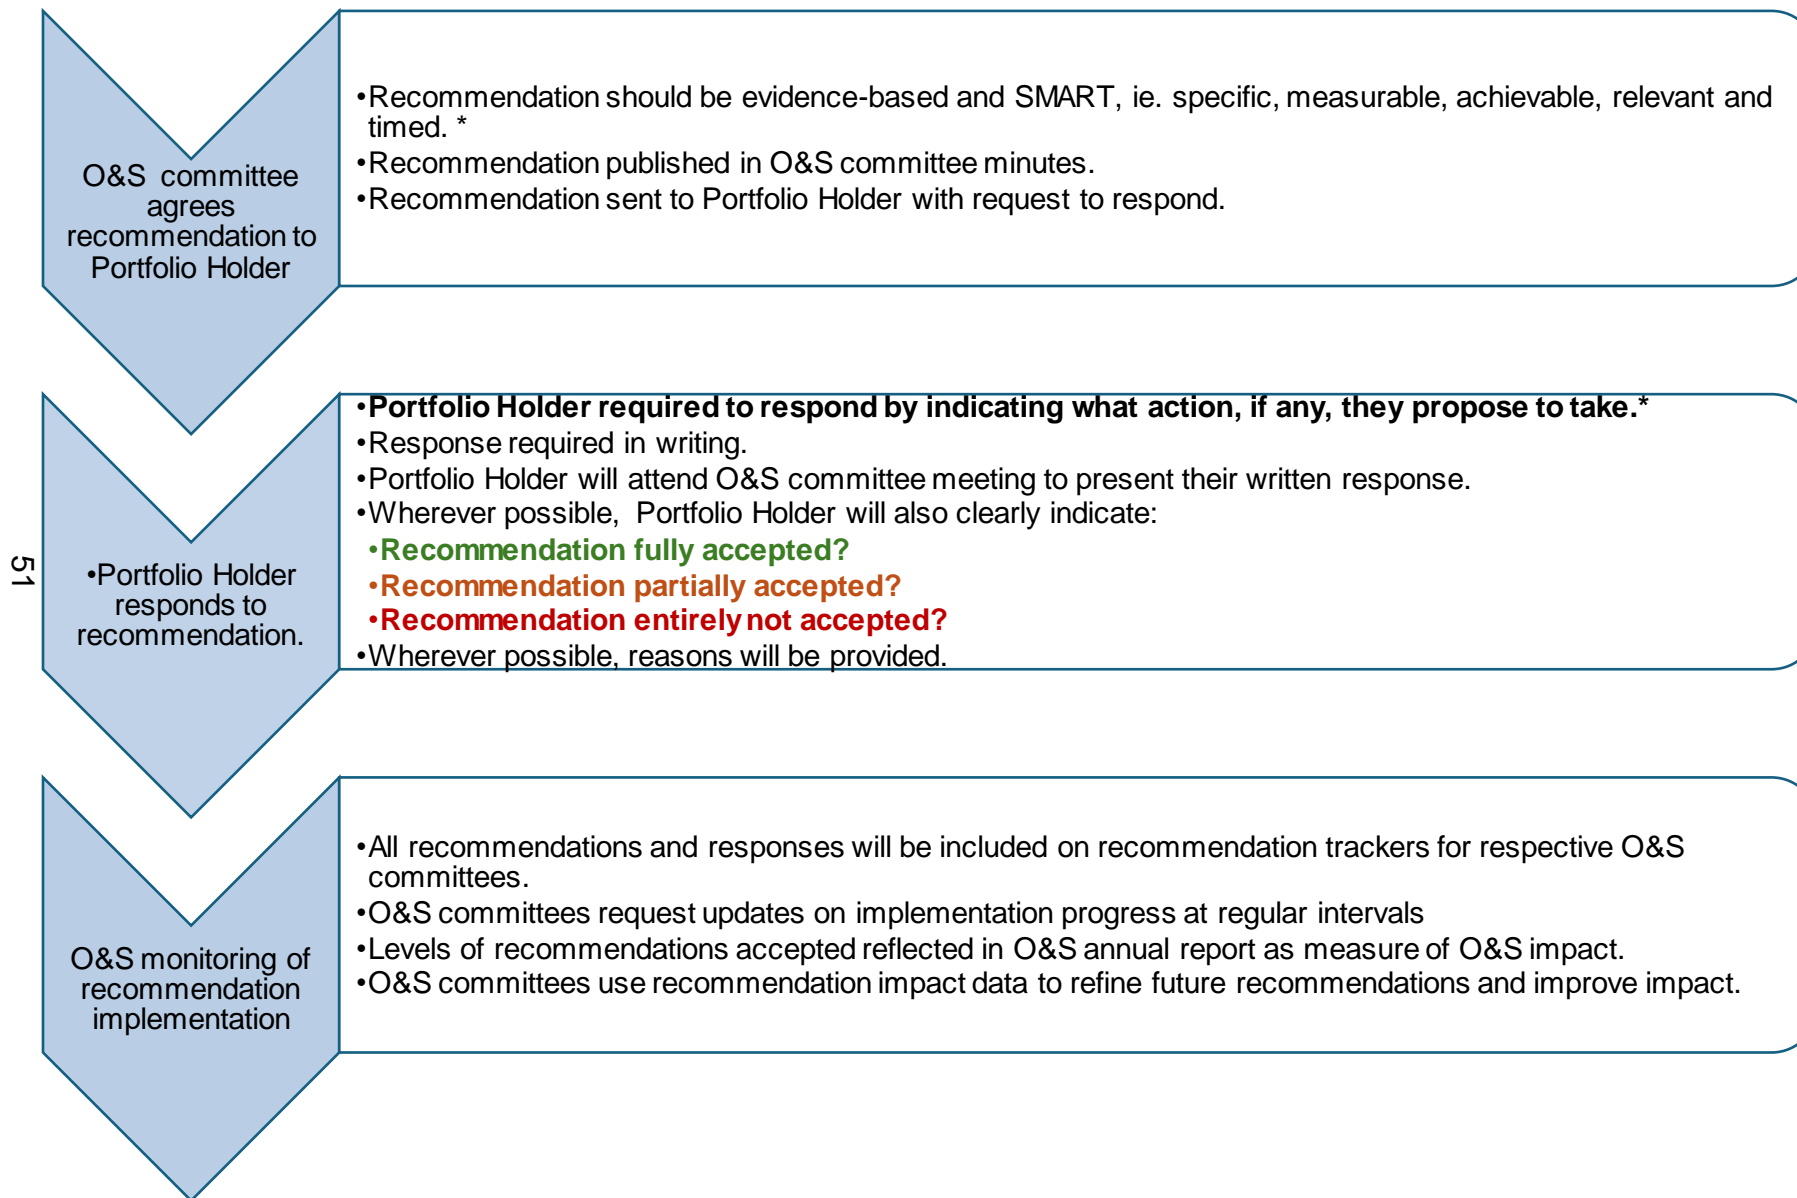 O&S committee
agrees
recommendation to
Portfolio Holder
•Recommendation should be evidence-based and SMART, ie. specific, measurable, achievable, relevant and
timed. *
•Recommendation published in O&S committee minutes.
•Recommendation sent to Portfolio Holder with request to respond.
51
•Portfolio Holder
responds to
recommendation.
•Portfolio Holder required to respond by indicating what action, if any, they propose to take.*
•Response required in writing.
•Portfolio Holder will attend O&S committee meeting to present their written response.
•Wherever possible, Portfolio Holder will also clearly indicate:
•Recommendation fully accepted?
•Recommendation partially accepted?
•Recommendation entirely not accepted?
•Wherever possible, reasons will be provided.
O&S monitoring of
recommendation
implementation
•All recommendations and responses will be included on recommendation trackers for respective O&S
committees.
•O&S committees request updates on implementation progress at regular intervals
•Levels of recommendations accepted reflected in O&S annual report as measure of O&S impact.
•O&S committees use recommendation impact data to refine future recommendations and improve impact.